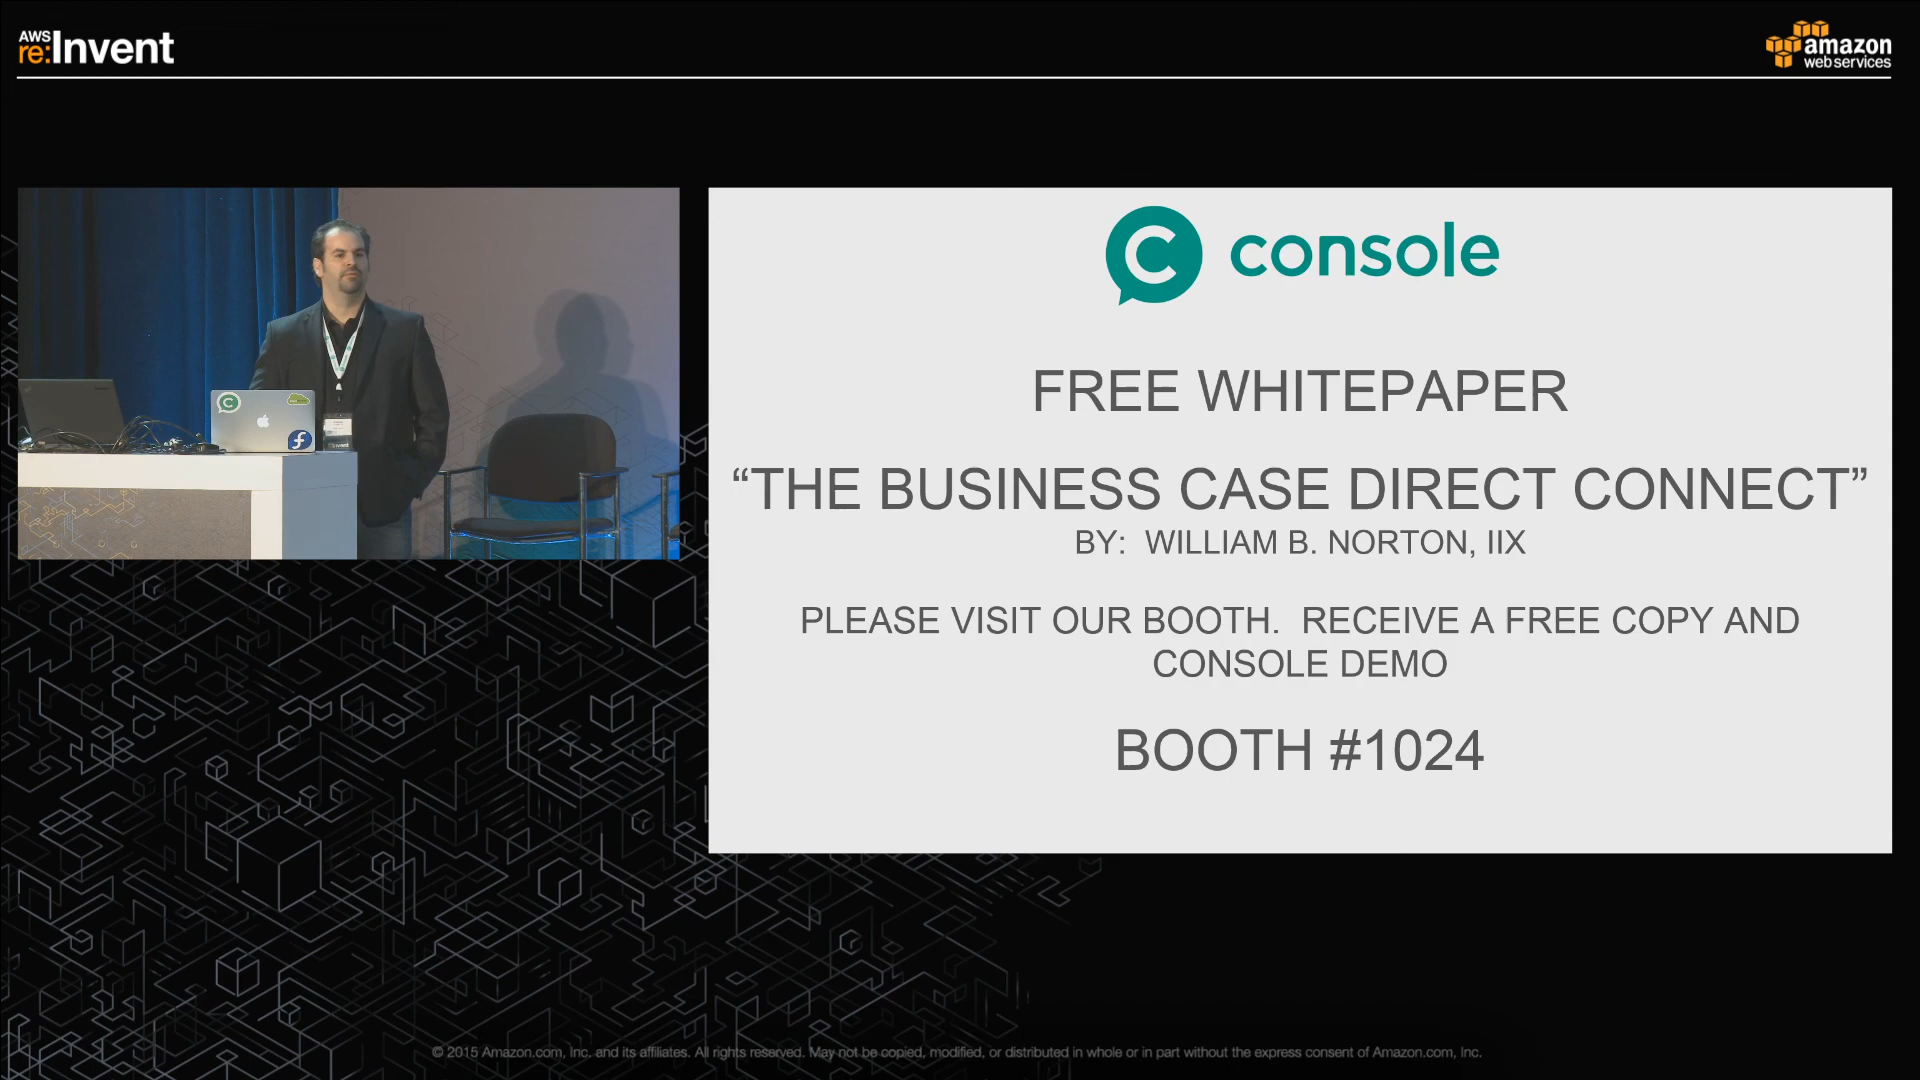 AWS
re:Invent
amazon
web services
C console
FREE WHITEPAPER
“THE BUSINESS CASE DIRECT CONNECT”
BY: WILLIAM B. NORTON, IIX
PLEASE VISIT OUR BOOTH. RECEIVE A FREE COPY AND
CONSOLE DEMO
BOOTH #1024
© 2015 Amazon.com, Inc. and its affiliates. All rights reserved. May not be copied, modified, or distributed in whole or in part without the express consent of Amazon.com, Inc.